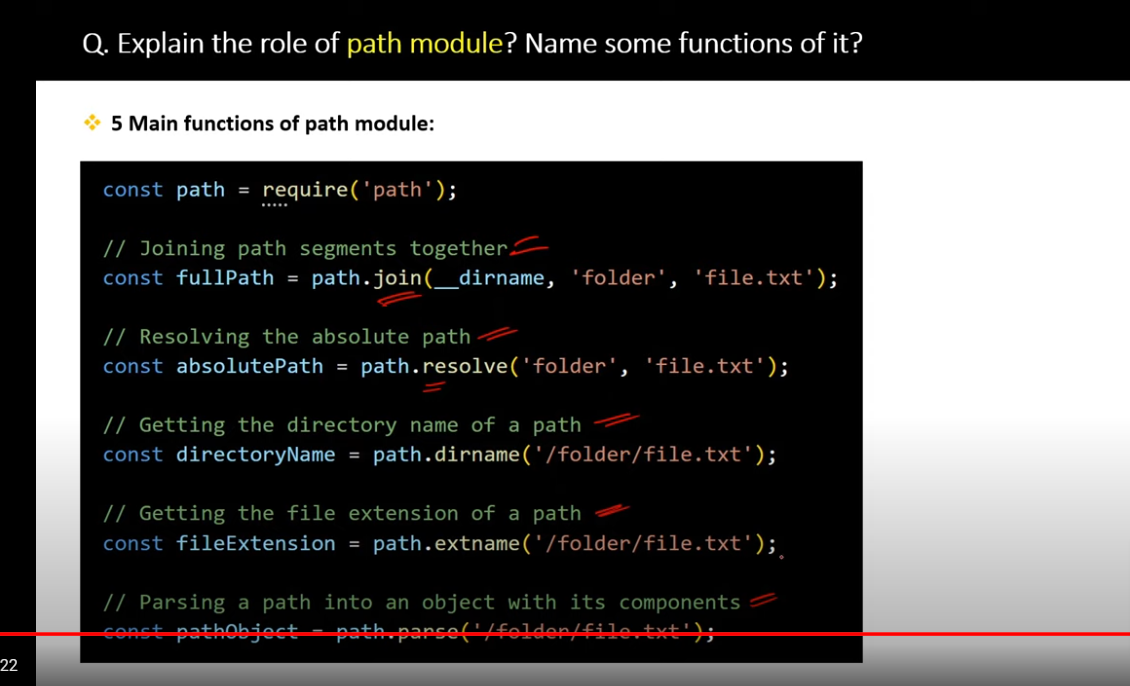 Q. Explain the role of path module? Name some functions of it?
❖ 5 Main functions of path module:
const path = require('path');
// Joining path segments together
const fullPath = path.join(__dirname, 'folder', 'file.txt');
// Resolving the absolute path
const absolutePath = path.resolve('folder', 'file.txt');
// Getting the directory name of a path
const directoryName = path.dirname('/folder/file.txt');
// Getting the file extension of a path
const fileExtension = path.extname('/folder/file.txt');
// Parsing a path into an object with its components
const pathObject = path.parse('/folder/file.txt');
22